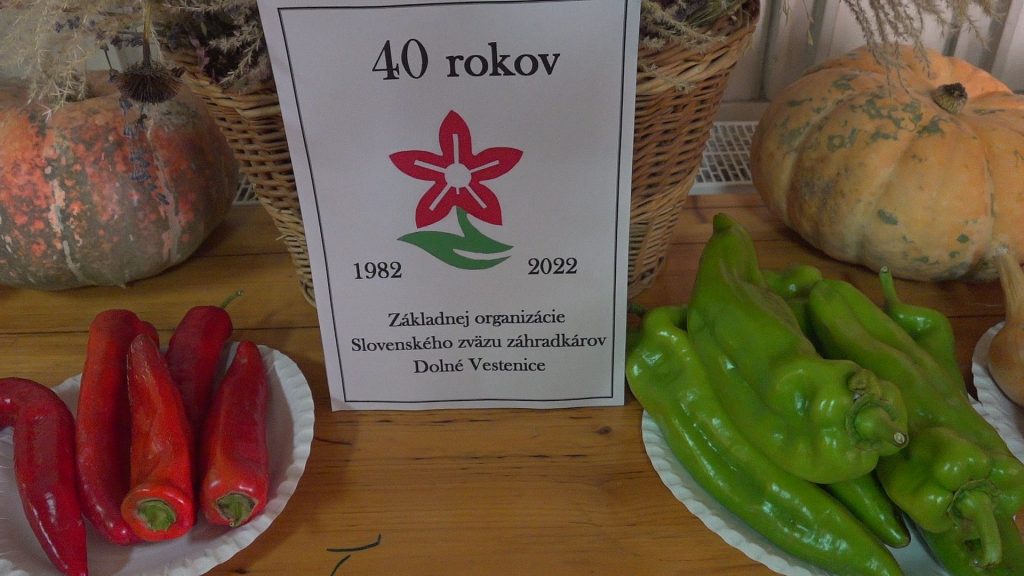 40 rokov
1982 2022
Základnej organizácie
Slovenského zväzu záhradkárov
Dolné Vestenice